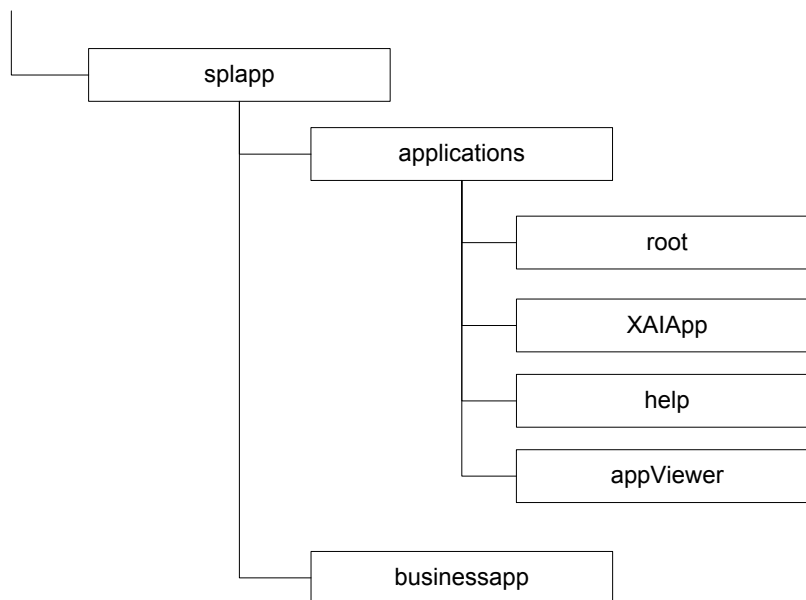 splapp
applications
root
XAIApp
help
appViewer
businessapp